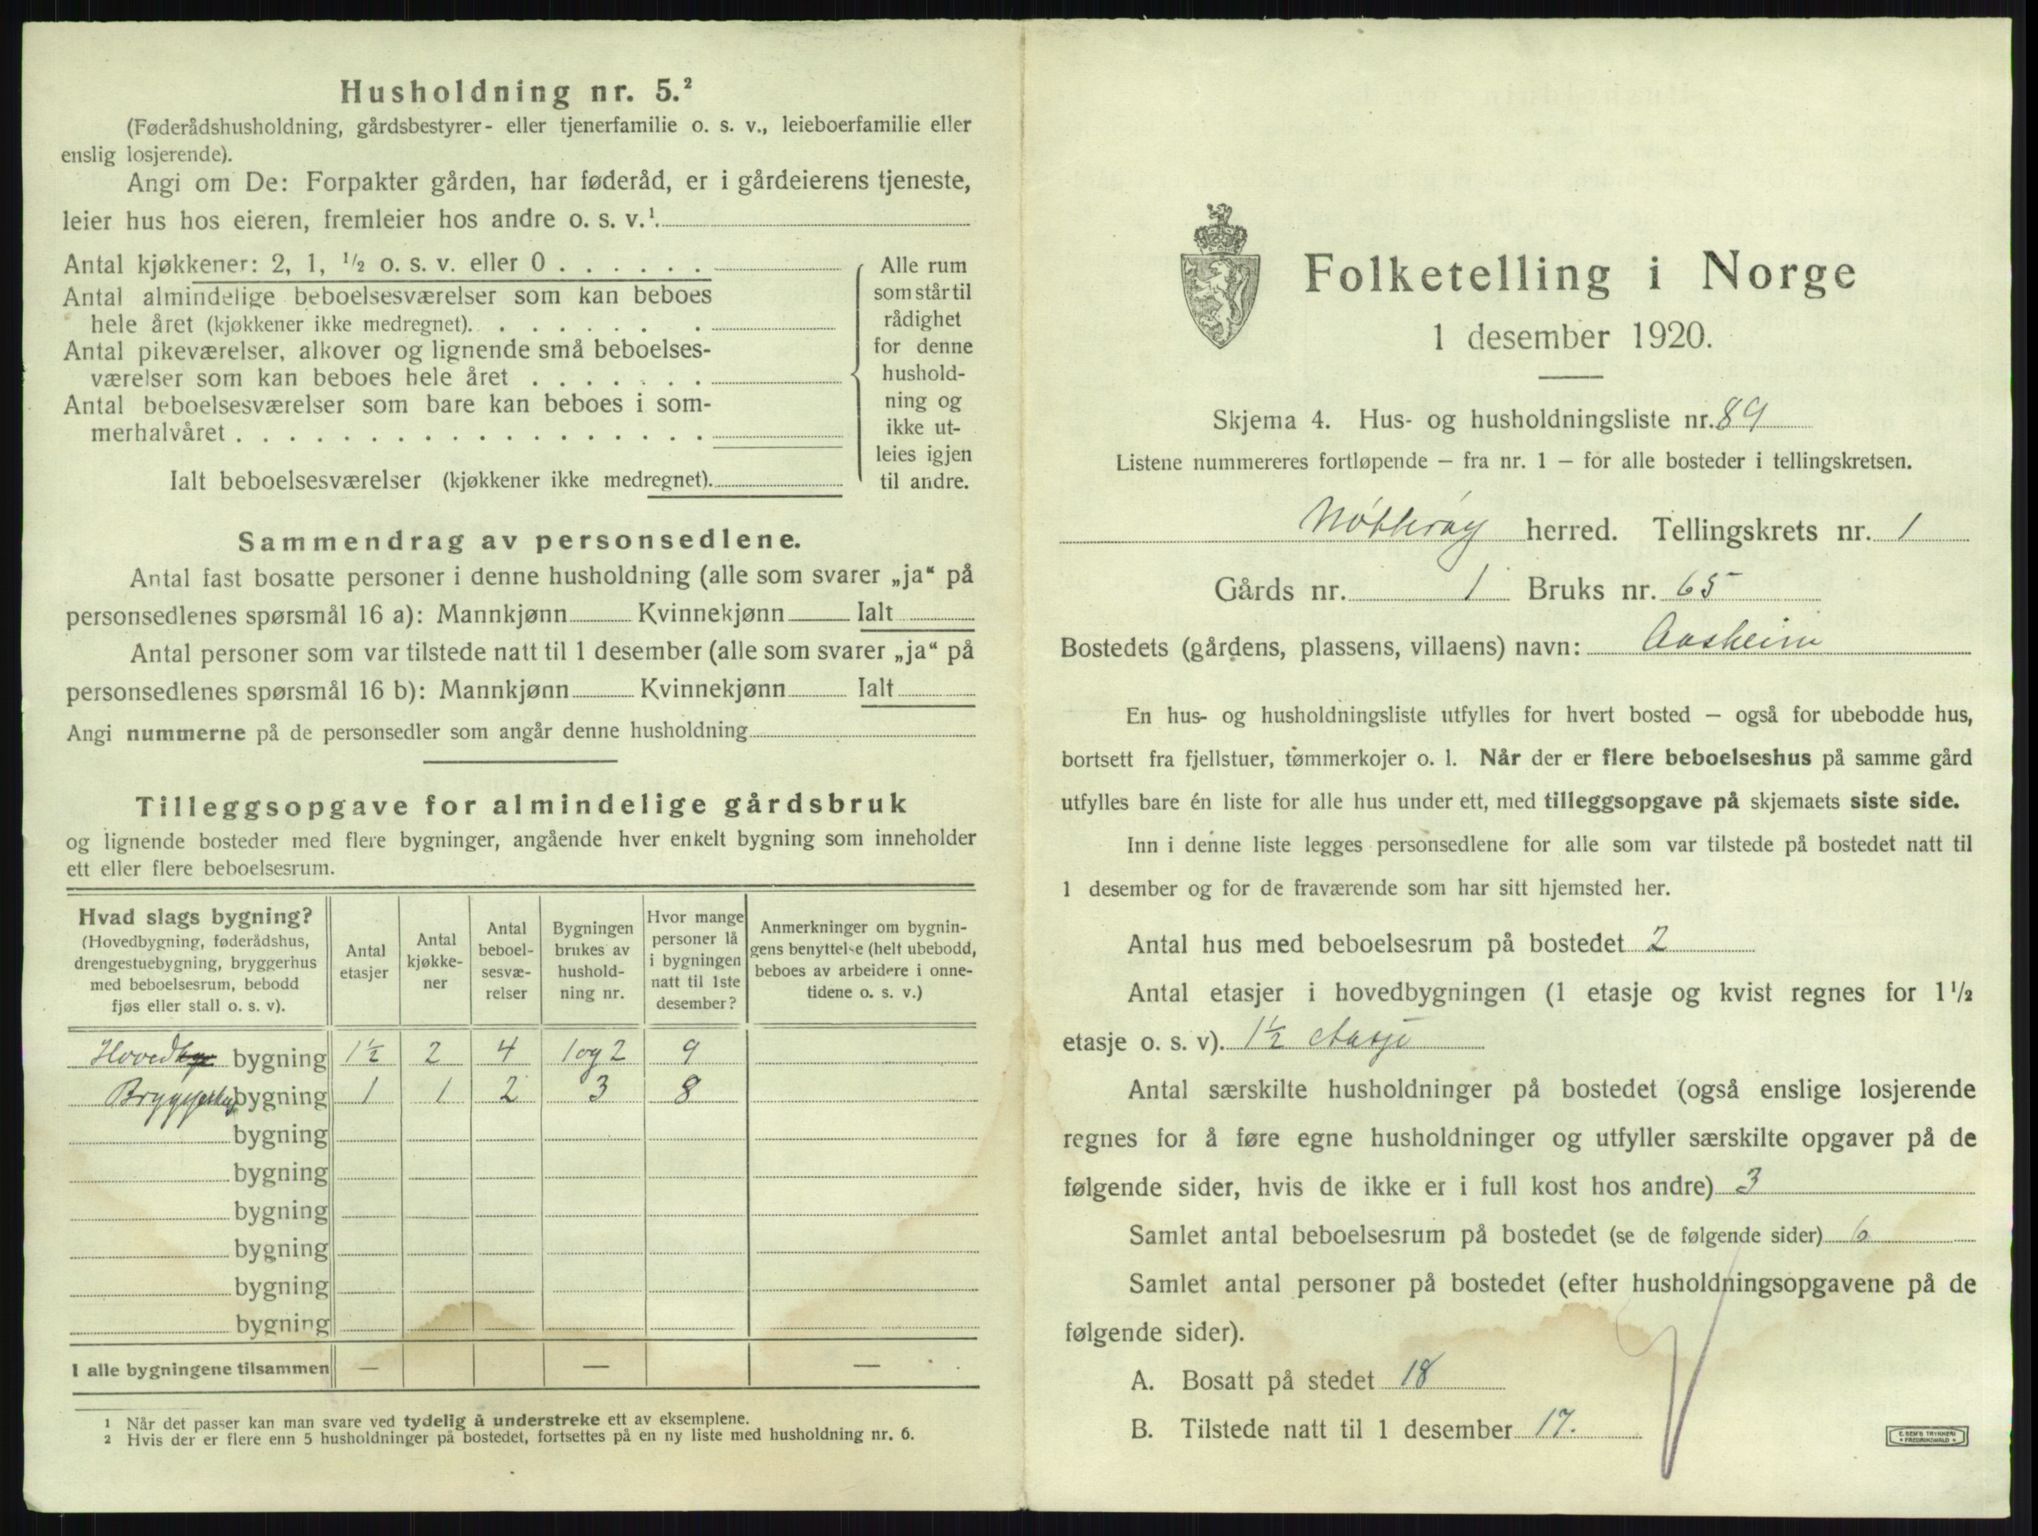 Husholdning nr. 5.²
(Føderådshusholdning, gårdsbestyrer- eller tjenerfamilie o. s. v., leieboerfamilie eller
enslig losjerende).
Angi om De: Forpakter gården, har føderåd, er i gårdeierens tjeneste,
leier hus hos eieren, fremleier hos andre o. s. v.¹
Antal kjøkkener: 2, 1, ½ o. s. v. eller 0 . . . . . .
Antal almindelige beboelsesværelser som kan beboes
hele året (kjøkkener ikke medregnet). . . . . . . .
Antal pikeværelser, alkover og lignende små beboelses-
værelser som kan beboes hele året . . . . . . .
Antal beboelsesværelser som bare kan beboes i som-
merhalvåret . . . . . . . . . . . . . . . . . .
Ialt beboelsesværelser (kjøkkener ikke medregnet).
Alle rum
som står til
rådighet
for denne
hushold-
ning og
ikke ut-
leies igjen
til andre.
Sammendrag av personsedlene.
Antal fast bosatte personer i denne husholdning (alle som svarer „ja“ på
personsedlenes spørsmål 16 a): Mannkjønn Kvinnekjønn Ialt
Antal personer som var tilstede natt til 1 desember (alle som svarer „ja“ på
personsedlenes spørsmål 16 b): Mannkjønn Kvinnekjønn Ialt
Angi nummerne på de personsedler som angår denne husholdning
Tilleggsopgave for almindelige gårdsbruk
og lignende bosteder med flere bygninger, angående hver enkelt bygning som inneholder
ett eller flere beboelsesrum.
Hvad slags bygning?
(Hovedbygning, føderådshus,
drengestuebygning, bryggerhus
med beboelsesrum, bebodd
fjøs eller stall o. s. v).
Antal
etasjer
Antal
kjøkke-
ner
Antal
beboel-
sesvæ-
relser
Bygningen
brukes av
hushold-
ning nr.
Hvor mange
personer lå
i bygningen
natt til 1ste
desember?
Anmerkninger om bygnin-
gens benyttelse (helt ubebodd,
beboes av arbeidere i onne-
tidene o. s. v.)
Hoved bygning 1½ 2 4 1 og 2 9
Bryggerhus bygning 1 1 2 3 8
bygning
bygning
bygning
bygning
bygning
bygning
I alle bygningene tilsammen — — —
1 Når det passer kan man svare ved tydelig å understreke ett av eksemplene.
2 Hvis der er flere enn 5 husholdninger på bostedet, fortsettes på en ny liste med husholdning nr. 6.
Folketelling i Norge
1 desember 1920.
Skjema 4. Hus- og husholdningsliste nr. 89
Listene nummereres fortløpende — fra nr. 1 — for alle bosteder i tellingskretsen.
Nøtterøy herred. Tellingskrets nr. 1
Gårds nr. 1 Bruks nr. 65
Bostedets (gårdens, plassens, villaens) navn: Aasheim
En hus- og husholdningsliste utfylles for hvert bosted — også for ubebodde hus,
bortsett fra fjellstuer, tømmerkojer o. l. Når der er flere beboelseshus på samme gård
utfylles bare én liste for alle hus under ett, med tilleggsopgave på skjemaets siste side.
Inn i denne liste legges personsedlene for alle som var tilstede på bostedet natt til
1 desember og for de fraværende som har sitt hjemsted her.
Antal hus med beboelsesrum på bostedet 2
Antal etasjer i hovedbygningen (1 etasje og kvist regnes for 1½
etasje o. s. v). 1½ etasje
Antal særskilte husholdninger på bostedet (også enslige losjerende
regnes for å føre egne husholdninger og utfyller særskilte opgaver på de
følgende sider, hvis de ikke er i full kost hos andre) 3
Samlet antal beboelsesrum på bostedet (se de følgende sider) 6
Samlet antal personer på bostedet (efter husholdningsopgavene på de
følgende sider).
A. Bosatt på stedet 18
B. Tilstede natt til 1 desember 17.
E. SEM'S TRYKKERI
FREDRIKSHALD